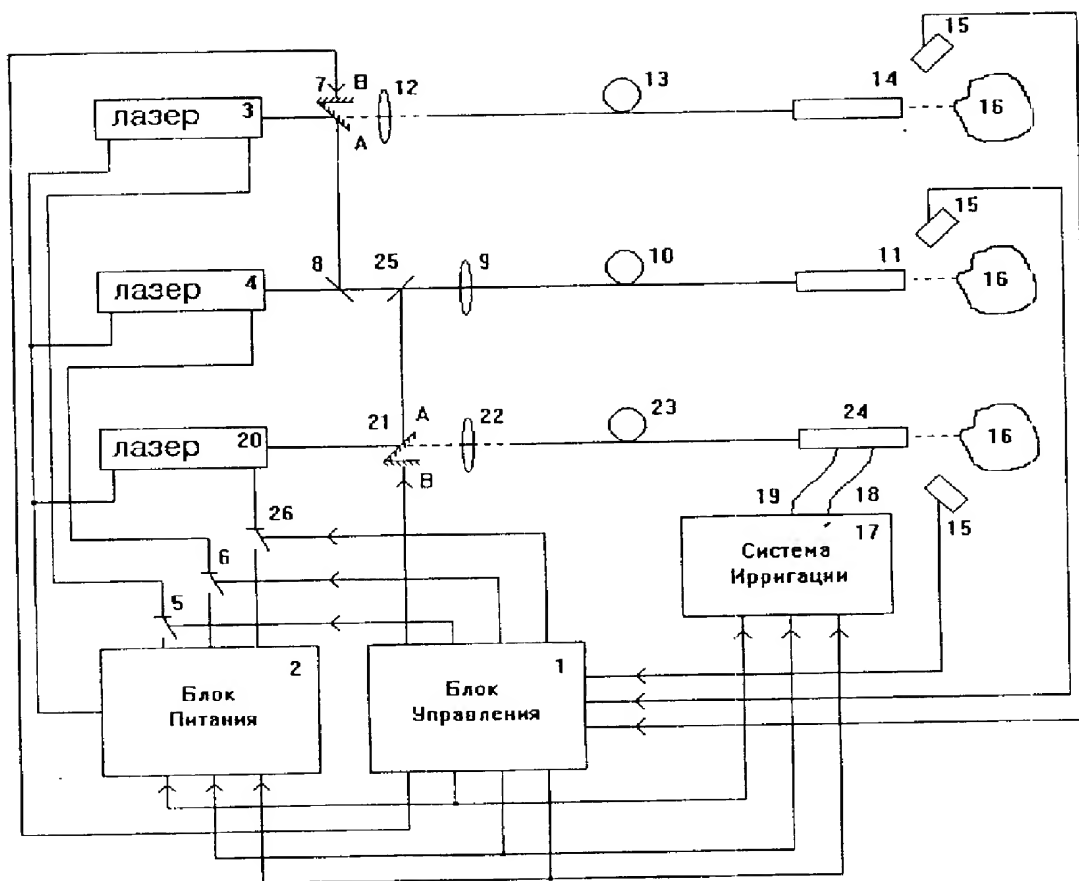 15
7 В 12 13 14
лазер 3
16
А
15
8 25 9 10 11
лазер 4
16
А
21 22 23 24
лазер 20
16
В
19 18
15
26
6
5
17
Система
Ирригации
2
Блок
Питания
1
Блок
Управления